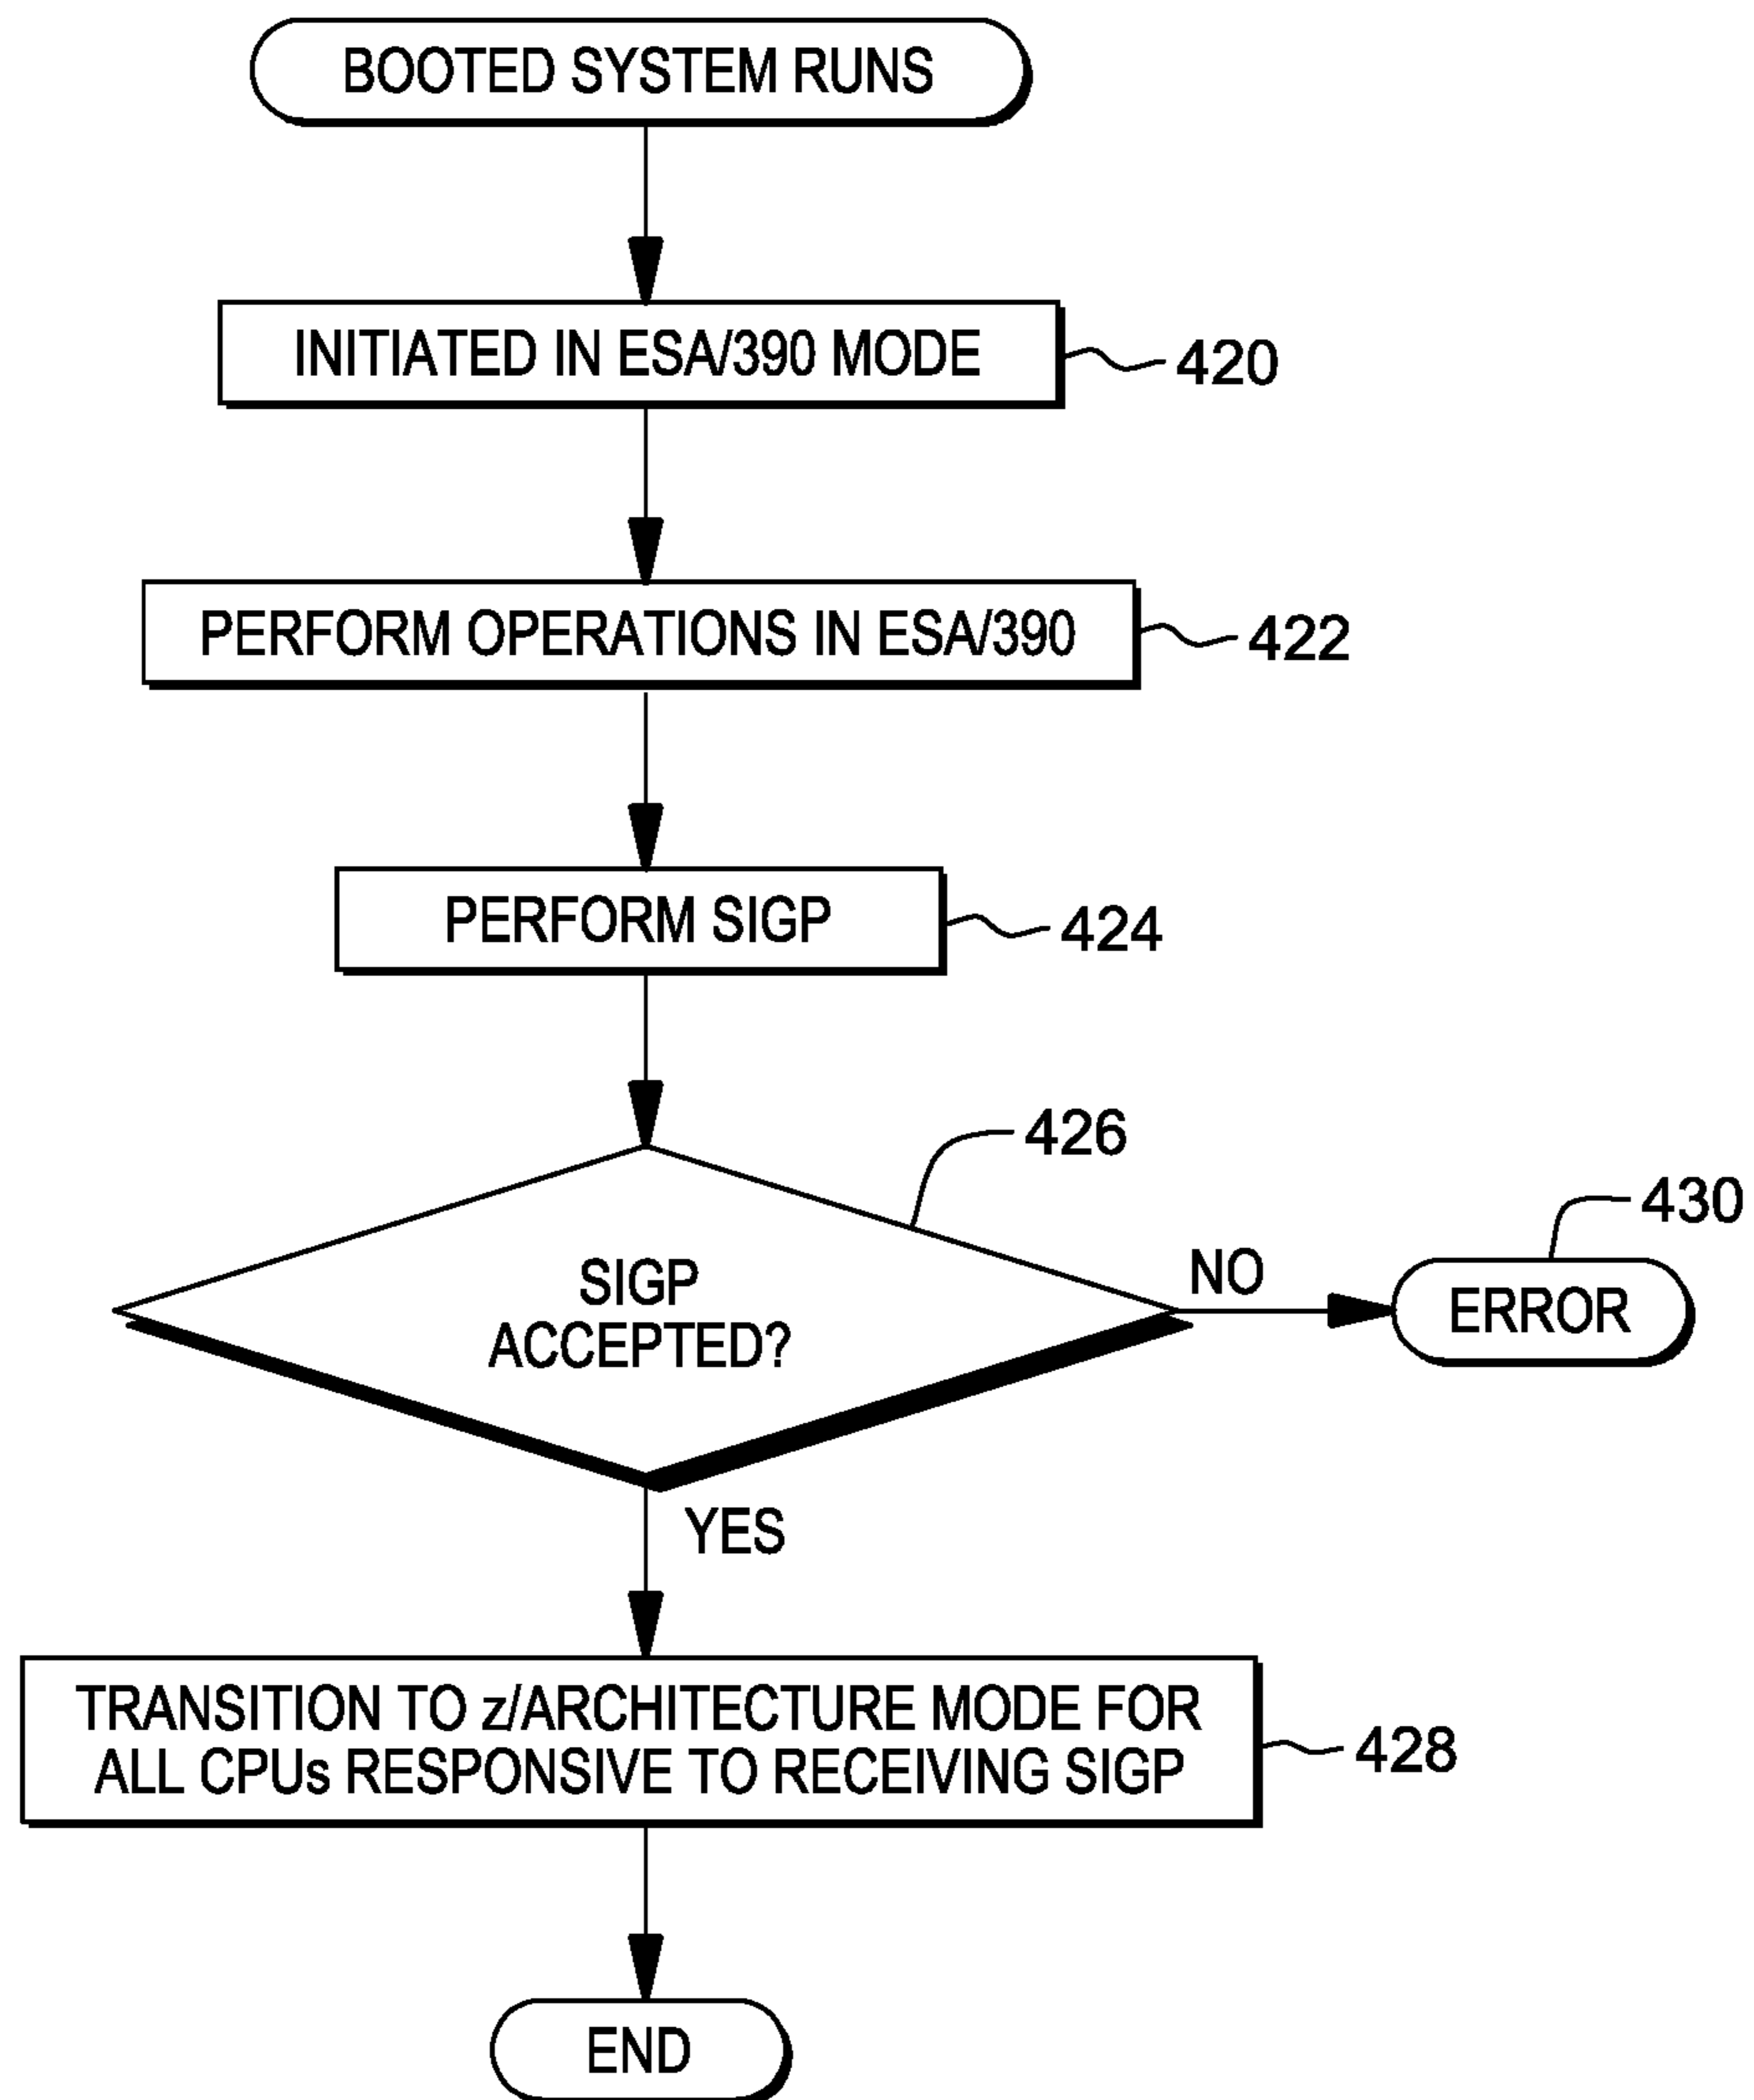 BOOTED SYSTEM RUNS
INITIATED IN ESA/390 MODE
420
PERFORM OPERATIONS IN ESA/390
422
PERFORM SIGP
424
426
SIGP
ACCEPTED?
NO
430
ERROR
YES
TRANSITION TO z/ARCHITECTURE MODE FOR
ALL CPUs RESPONSIVE TO RECEIVING SIGP
428
END